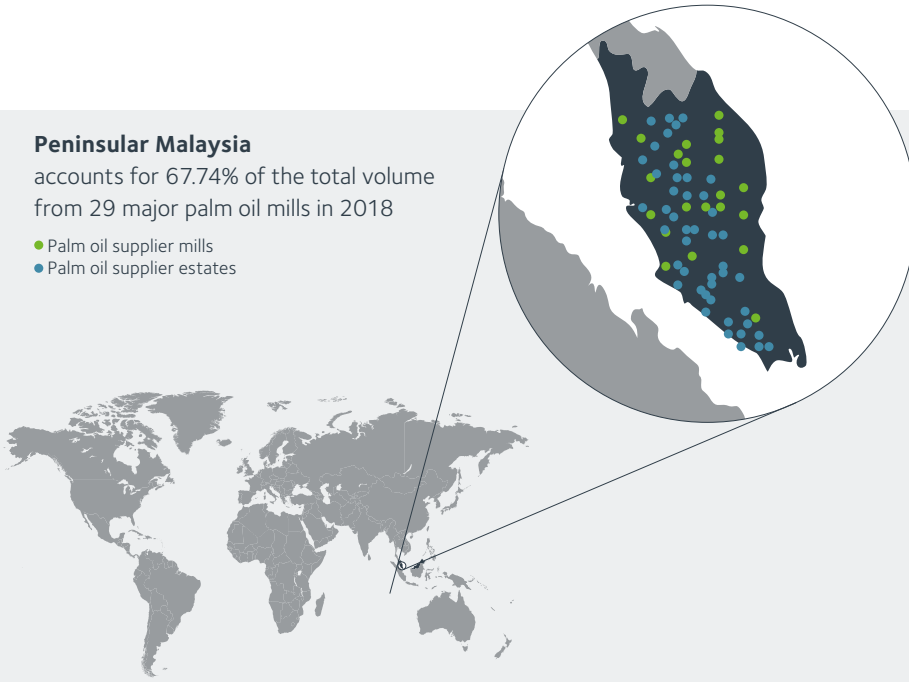 Peninsular Malaysia
accounts for 67.74% of the total volume
from 29 major palm oil mills in 2018
Palm oil supplier mills
Palm oil supplier estates